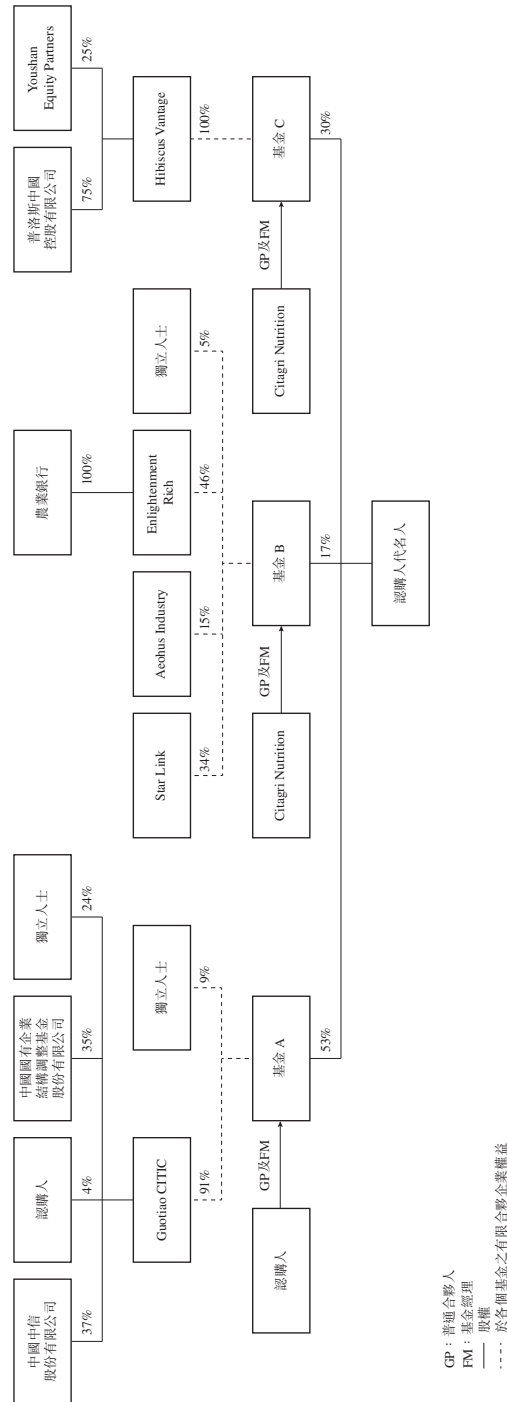 中國中信
股份有限公司
認購人
中國國有企業
結構調整基金
股份有限公司
獨立人士
37%
4%
35%
24%
農業銀行
100%
普洛斯中國
控股有限公司
Youshan
Equity Partners
75%
25%
Guotiao CITIC
獨立人士
91%
9%
Star Link
Aeohus Industry
Enlightenment
Rich
獨立人士
34%
15%
46%
5%
Hibiscus Vantage
100%
認購人
GP及FM
基金 A
Citagri Nutrition
GP及FM
基金 B
Citagri Nutrition
GP及FM
基金 C
53%
17%
30%
認購人代名人
GP：普通合夥人
FM：基金經理
股權
於各個基金之有限合夥企業權益